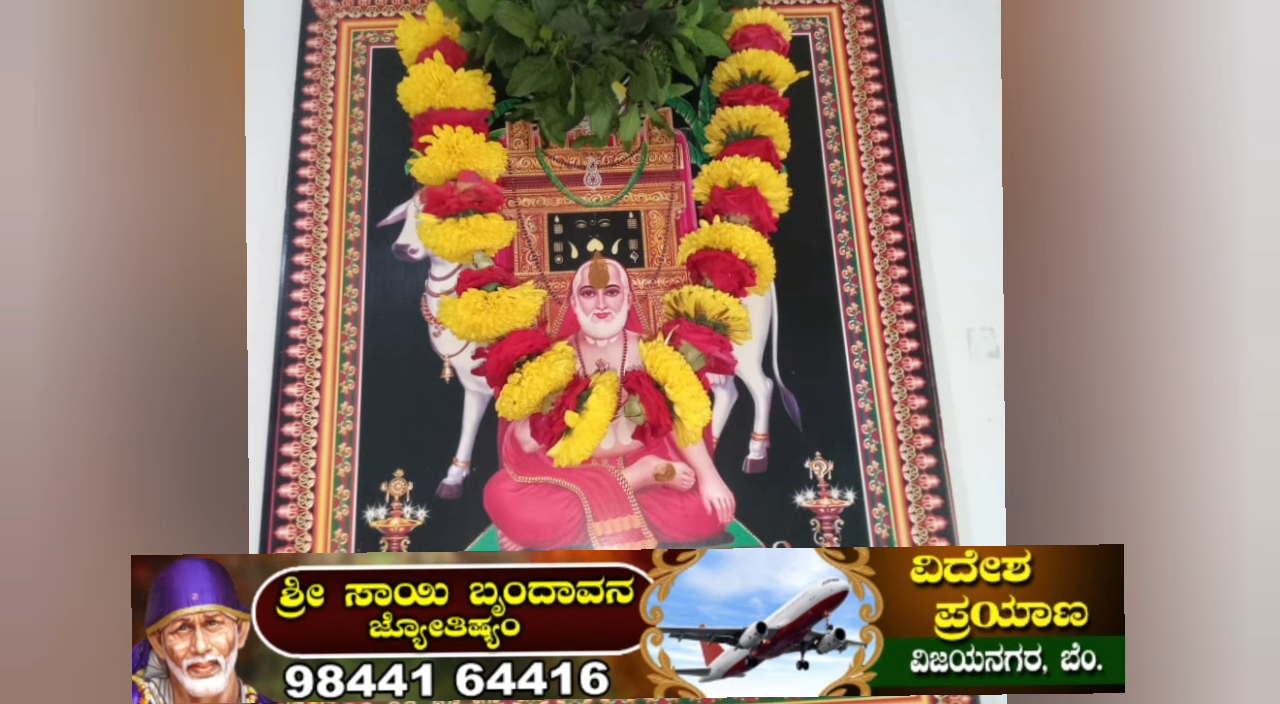 ಶ್ರೀ ಸಾಯಿ ಬೃಂದಾವನ
ಜ್ಯೋತಿಷ್ಯಂ
98441 64416
ವಿದೇಶ
ಪ್ರಯಾಣ
ವಿಜಯನಗರ, ಬೆಂ.